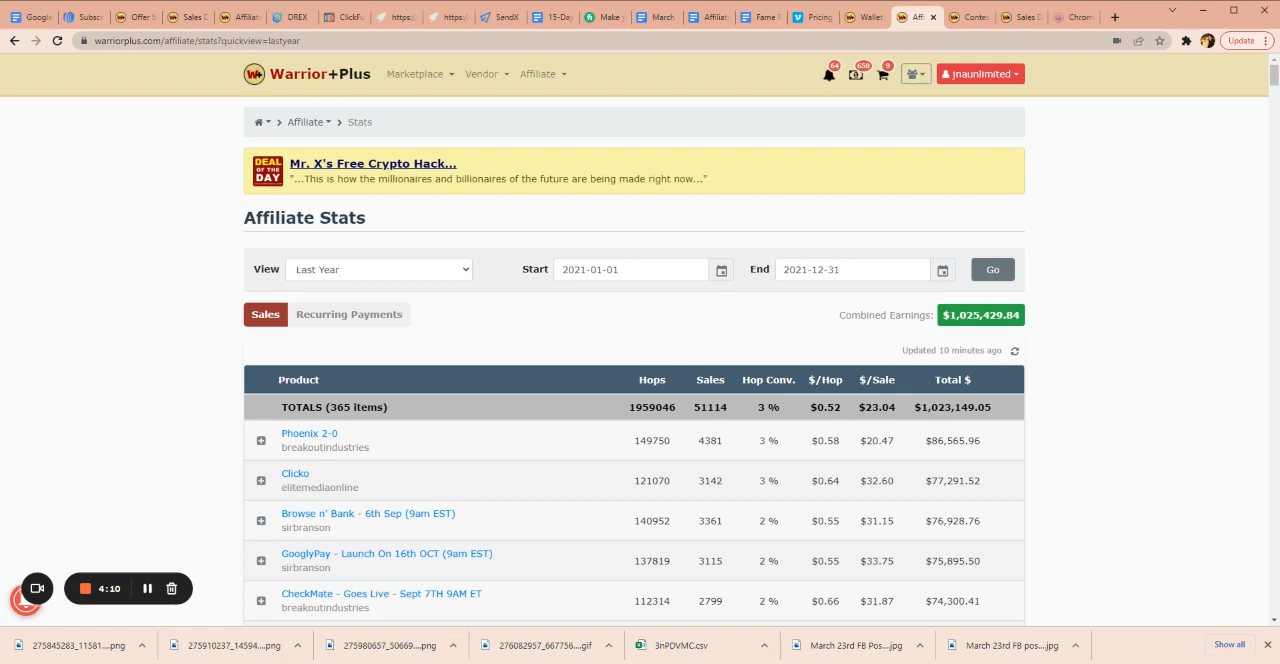 Google
Subscr
Offer S
Sales D
Affiliat
DREX
ClickFu
https:/
https:/
SendX
15-Day
Make y
March
Affiliat
Fame F
Pricing
Wallet
Aff
Contes
Sales D
Chrom
warriorplus.com/affiliate/stats?quickview=lastyear
Update
Warrior+Plus
Marketplace
Vendor
Affiliate
64
658
9
jnaunlimited
Affiliate
Stats
DEAL
OF THE
DAY
Mr. X's Free Crypto Hack...
"...This is how the millionaires and billionaires of the future are being made right now..."
Affiliate Stats
View
Last Year
Start
2021-01-01
End
2021-12-31
Go
Sales
Recurring Payments
Combined Earnings: $1,025,429.84
Updated 10 minutes ago
Product Hops Sales Hop Conv. $/Hop $/Sale Total $
TOTALS (365 items) 1959046 51114 3 % $0.52 $23.04 $1,023,149.05
Phoenix 2-0
breakoutindustries
149750 4381 3 % $0.58 $20.47 $86,565.96
Clicko
elitemediaonline
121070 3142 3 % $0.64 $32.60 $77,291.52
Browse n' Bank - 6th Sep (9am EST)
sirbranson
140952 3361 2 % $0.55 $31.15 $76,928.76
GooglyPay - Launch On 16th OCT (9am EST)
sirbranson
137819 3115 2 % $0.55 $33.75 $75,895.50
CheckMate - Goes Live - Sept 7TH 9AM ET
breakoutindustries
112314 2799 2 % $0.66 $31.87 $74,300.41
4:10
275845283_11581....png
275910237_14594....png
275980657_50669....png
276082957_667756....gif
3nPDVMC.csv
March 23rd FB Pos....jpg
March 23rd FB pos....jpg
Show all